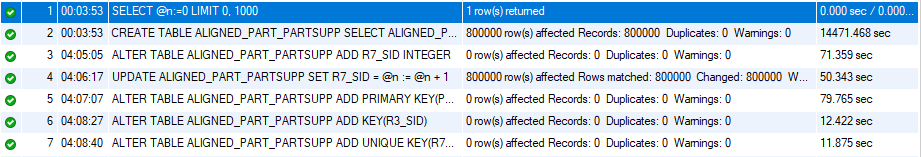 1 00:03:53 SELECT @n:=0 LIMIT 0, 1000 1 row(s) returned 0.000 sec / 0.000...
2 00:03:53 CREATE TABLE ALIGNED_PART_PARTSUPP SELECT ALIGNED_P... 800000 row(s) affected Records: 800000 Duplicates: 0 Warnings: 0 14471.468 sec
3 04:05:05 ALTER TABLE ALIGNED_PART_PARTSUPP ADD R7_SID INTEGER 0 row(s) affected Records: 0 Duplicates: 0 Warnings: 0 71.359 sec
4 04:06:17 UPDATE ALIGNED_PART_PARTSUPP SET R7_SID = @n := @n + 1 800000 row(s) affected Rows matched: 800000 Changed: 800000 W... 50.343 sec
5 04:07:07 ALTER TABLE ALIGNED_PART_PARTSUPP ADD PRIMARY KEY(P... 0 row(s) affected Records: 0 Duplicates: 0 Warnings: 0 79.765 sec
6 04:08:27 ALTER TABLE ALIGNED_PART_PARTSUPP ADD KEY(R3_SID) 0 row(s) affected Records: 0 Duplicates: 0 Warnings: 0 12.422 sec
7 04:08:40 ALTER TABLE ALIGNED_PART_PARTSUPP ADD UNIQUE KEY(R7... 0 row(s) affected Records: 0 Duplicates: 0 Warnings: 0 11.875 sec